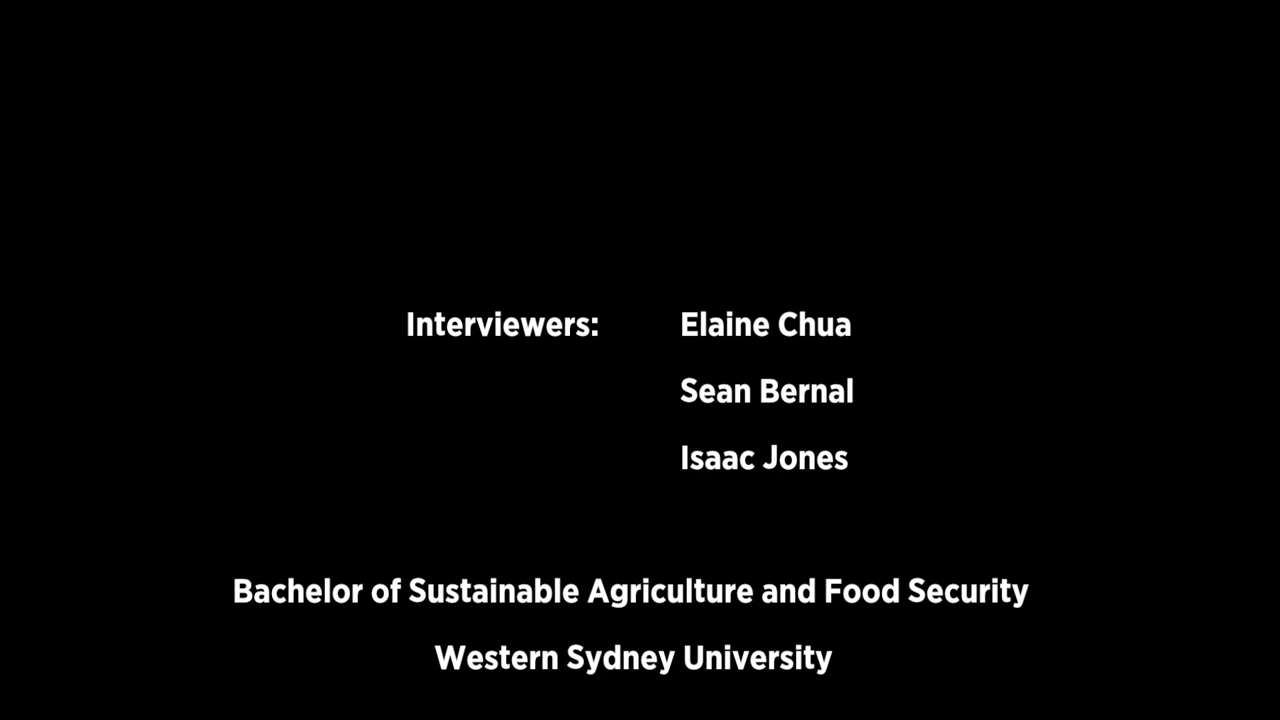 Interviewers: Elaine Chua
Sean Bernal
Isaac Jones
Bachelor of Sustainable Agriculture and Food Security
Western Sydney University